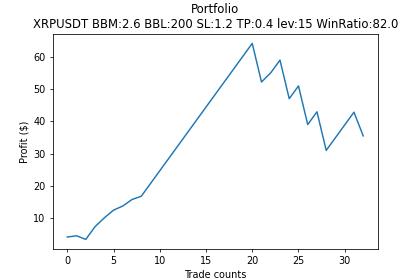 Portfolio
XRPUSDT BBM:2.6 BBL:200 SL:1.2 TP:0.4 lev:15 WinRatio:82.0
60
50
40
30
20
10
Profit ($)
0 5 10 15 20 25 30
Trade counts